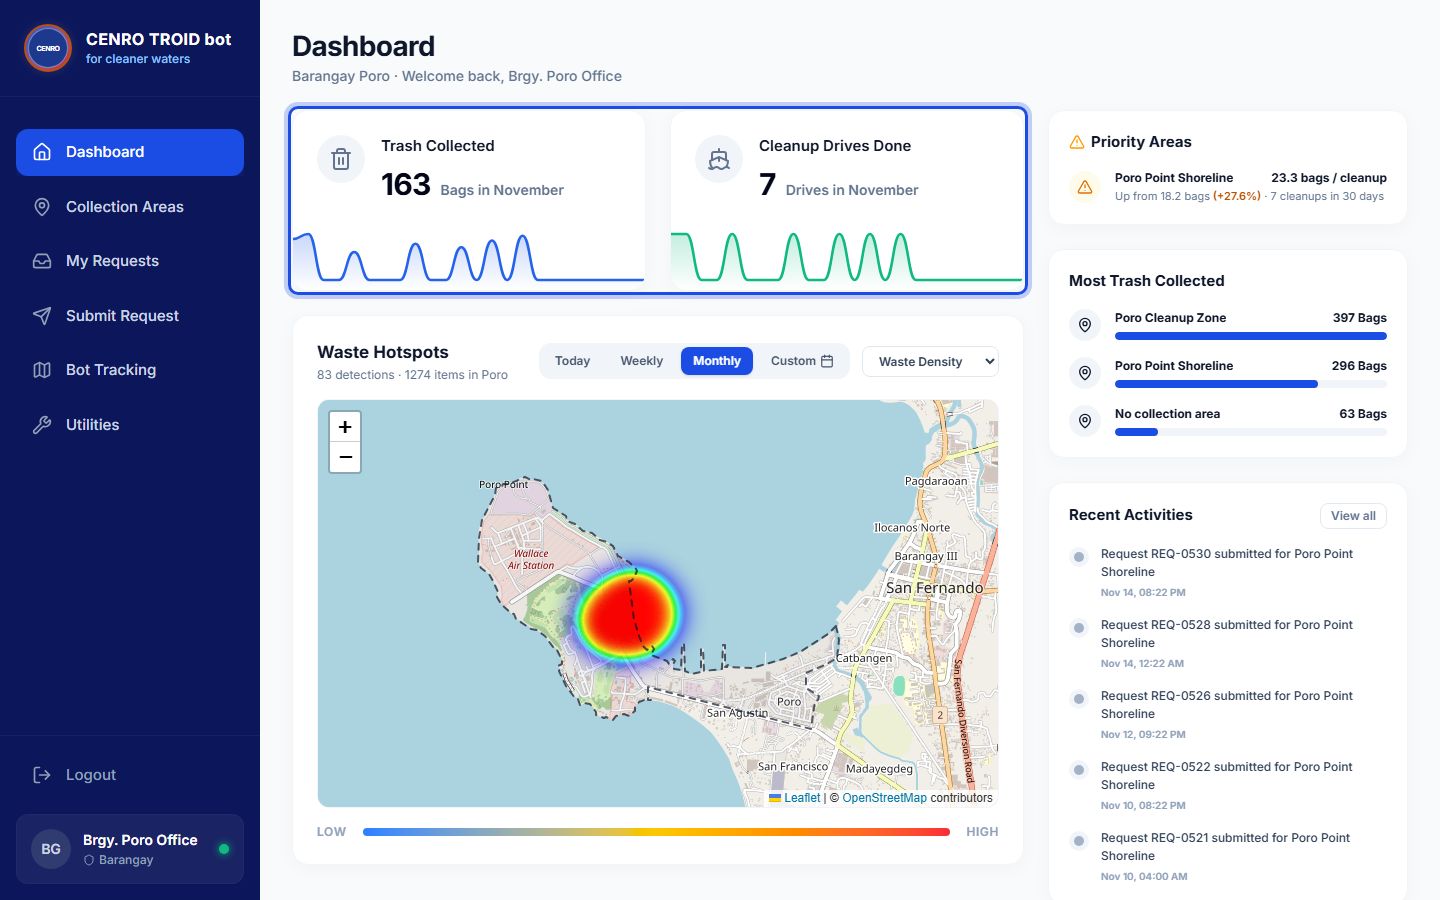 CENRO
CENRO TROID bot
for cleaner waters
Dashboard
Collection Areas
My Requests
Submit Request
Bot Tracking
Utilities
Logout
BG
Brgy. Poro Office
Barangay
Dashboard
Barangay Poro · Welcome back, Brgy. Poro Office
Trash Collected
163 Bags in November
Cleanup Drives Done
7 Drives in November
Waste Hotspots
83 detections · 1274 items in Poro
Today
Weekly
Monthly
Custom
Waste Density
+
−
Poro Point
Wallace
Air Station
Pagdaraoan
Ilocanos Norte
Barangay III
San Fernando
Catbangen
San Fernando Diversion Road
2
Poro
San Agustin
San Francisco
Madayegdeg
Leaflet | © OpenStreetMap contributors
LOW
HIGH
Priority Areas
Poro Point Shoreline 23.3 bags / cleanup
Up from 18.2 bags (+27.6%) · 7 cleanups in 30 days
Most Trash Collected
Poro Cleanup Zone 397 Bags
Poro Point Shoreline 296 Bags
No collection area 63 Bags
Recent Activities
View all
Request REQ-0530 submitted for Poro Point
Shoreline
Nov 14, 08:22 PM
Request REQ-0528 submitted for Poro Point
Shoreline
Nov 14, 12:22 AM
Request REQ-0526 submitted for Poro Point
Shoreline
Nov 12, 09:22 PM
Request REQ-0522 submitted for Poro Point
Shoreline
Nov 10, 08:22 PM
Request REQ-0521 submitted for Poro Point
Shoreline
Nov 10, 04:00 AM